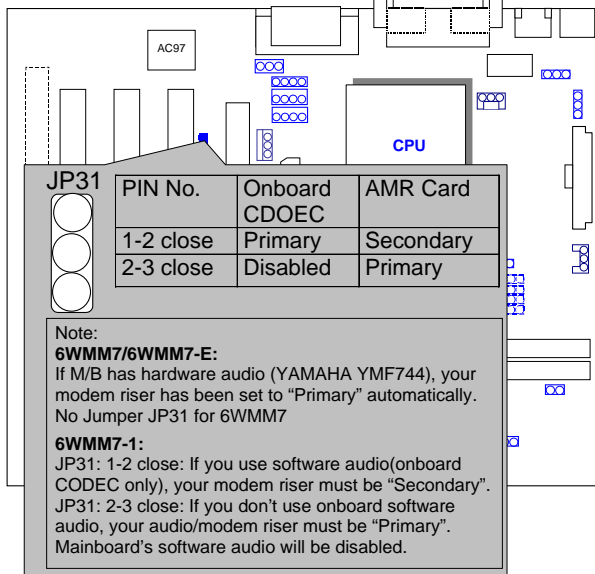 AC97
CPU
JP31
PIN No. Onboard CDOEC AMR Card
1-2 close Primary Secondary
2-3 close Disabled Primary
Note:
6WMM7/6WMM7-E:
If M/B has hardware audio (YAMAHA YMF744), your
modem riser has been set to “Primary” automatically.
No Jumper JP31 for 6WMM7
6WMM7-1:
JP31: 1-2 close: If you use software audio(onboard
CODEC only), your modem riser must be “Secondary”.
JP31: 2-3 close: If you don’t use onboard software
audio, your audio/modem riser must be “Primary”.
Mainboard’s software audio will be disabled.